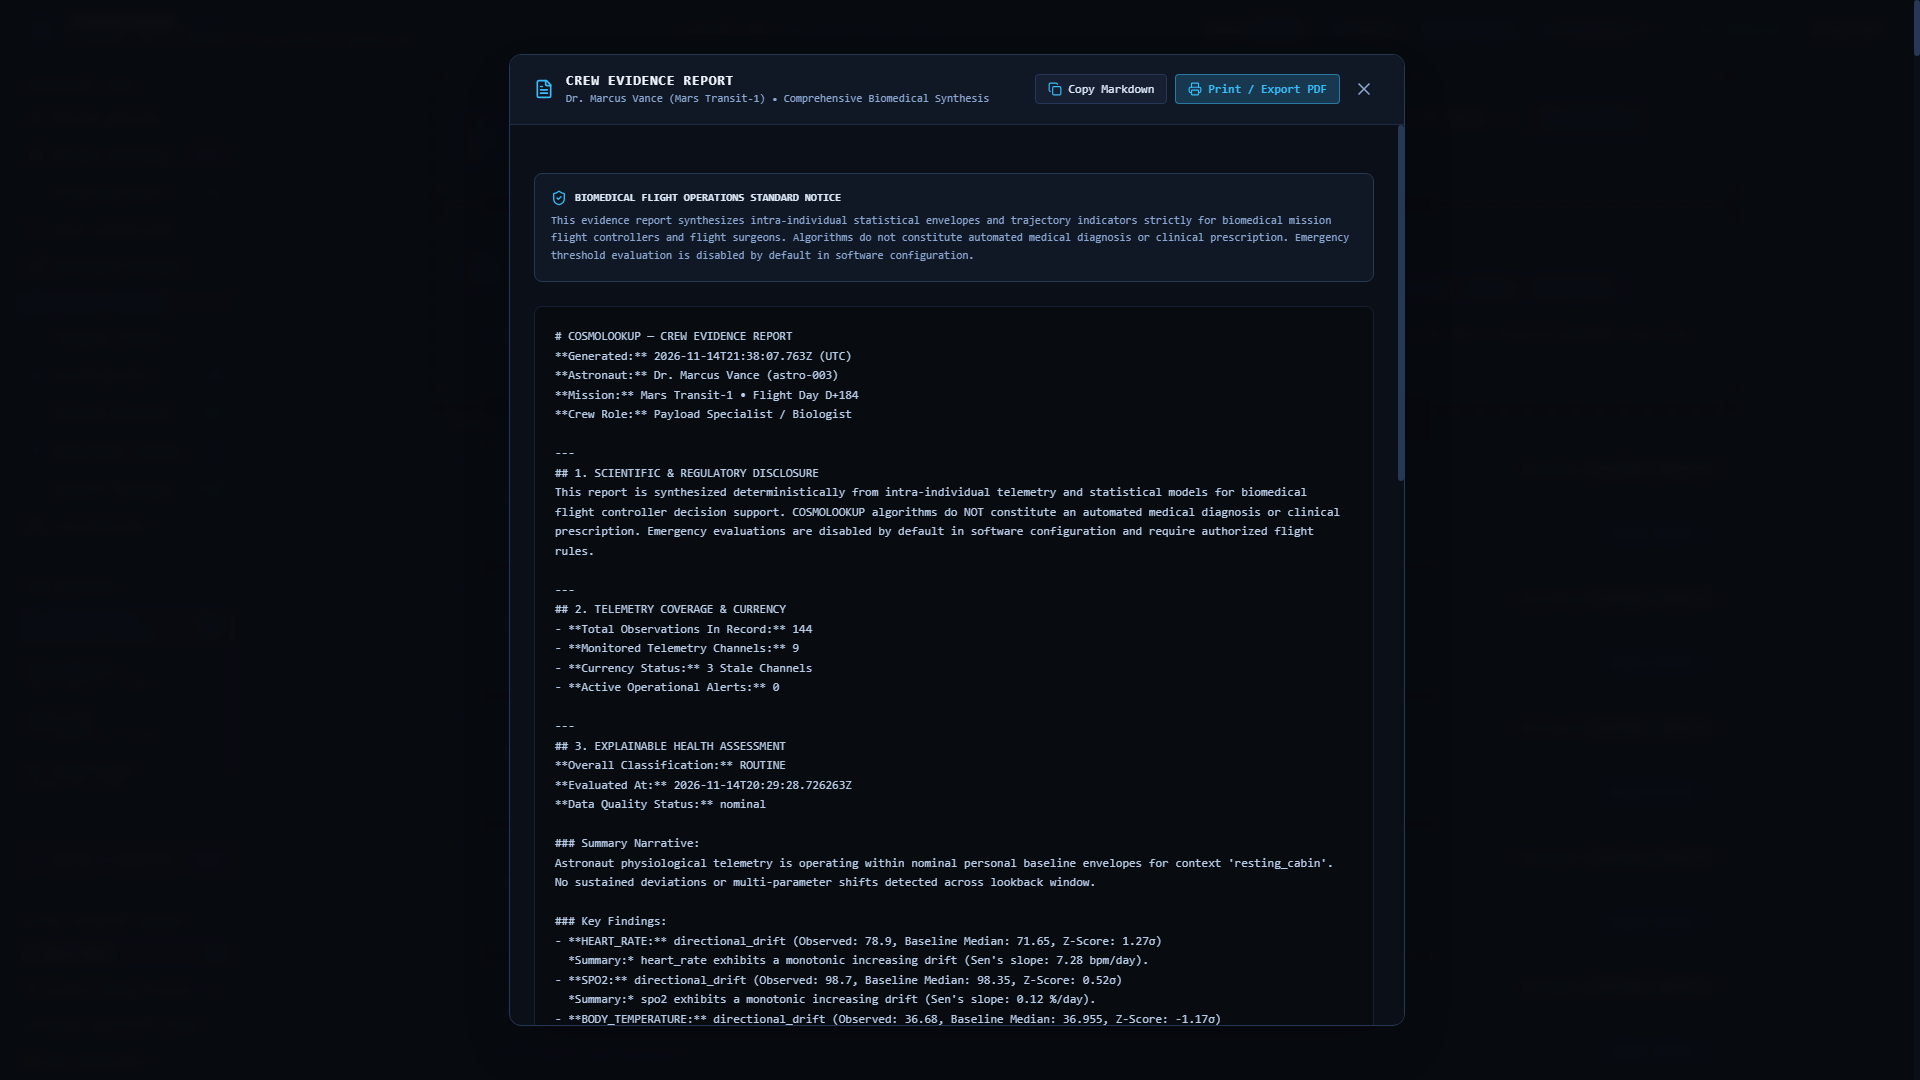 CREW EVIDENCE REPORT
Dr. Marcus Vance (Mars Transit-1) • Comprehensive Biomedical Synthesis
Copy Markdown
Print / Export PDF
BIOMEDICAL FLIGHT OPERATIONS STANDARD NOTICE
This evidence report synthesizes intra-individual statistical envelopes and trajectory indicators strictly for biomedical mission
flight controllers and flight surgeons. Algorithms do not constitute automated medical diagnosis or clinical prescription. Emergency
threshold evaluation is disabled by default in software configuration.
# COSMOLOOKUP — CREW EVIDENCE REPORT
**Generated:** 2026-11-14T21:38:07.763Z (UTC)
**Astronaut:** Dr. Marcus Vance (astro-003)
**Mission:** Mars Transit-1 • Flight Day D+184
**Crew Role:** Payload Specialist / Biologist
---
## 1. SCIENTIFIC & REGULATORY DISCLOSURE
This report is synthesized deterministically from intra-individual telemetry and statistical models for biomedical
flight controller decision support. COSMOLOOKUP algorithms do NOT constitute an automated medical diagnosis or clinical
prescription. Emergency evaluations are disabled by default in software configuration and require authorized flight
rules.
---
## 2. TELEMETRY COVERAGE & CURRENCY
- **Total Observations In Record:** 144
- **Monitored Telemetry Channels:** 9
- **Currency Status:** 3 Stale Channels
- **Active Operational Alerts:** 0
---
## 3. EXPLAINABLE HEALTH ASSESSMENT
**Overall Classification:** ROUTINE
**Evaluated At:** 2026-11-14T20:29:28.726263Z
**Data Quality Status:** nominal
### Summary Narrative:
Astronaut physiological telemetry is operating within nominal personal baseline envelopes for context 'resting_cabin'.
No sustained deviations or multi-parameter shifts detected across lookback window.
### Key Findings:
- **HEART_RATE:** directional_drift (Observed: 78.9, Baseline Median: 71.65, Z-Score: 1.27σ)
*Summary:* heart_rate exhibits a monotonic increasing drift (Sen's slope: 7.28 bpm/day).
- **SPO2:** directional_drift (Observed: 98.7, Baseline Median: 98.35, Z-Score: 0.52σ)
*Summary:* spo2 exhibits a monotonic increasing drift (Sen's slope: 0.12 %/day).
- **BODY_TEMPERATURE:** directional_drift (Observed: 36.68, Baseline Median: 36.955, Z-Score: -1.17σ)